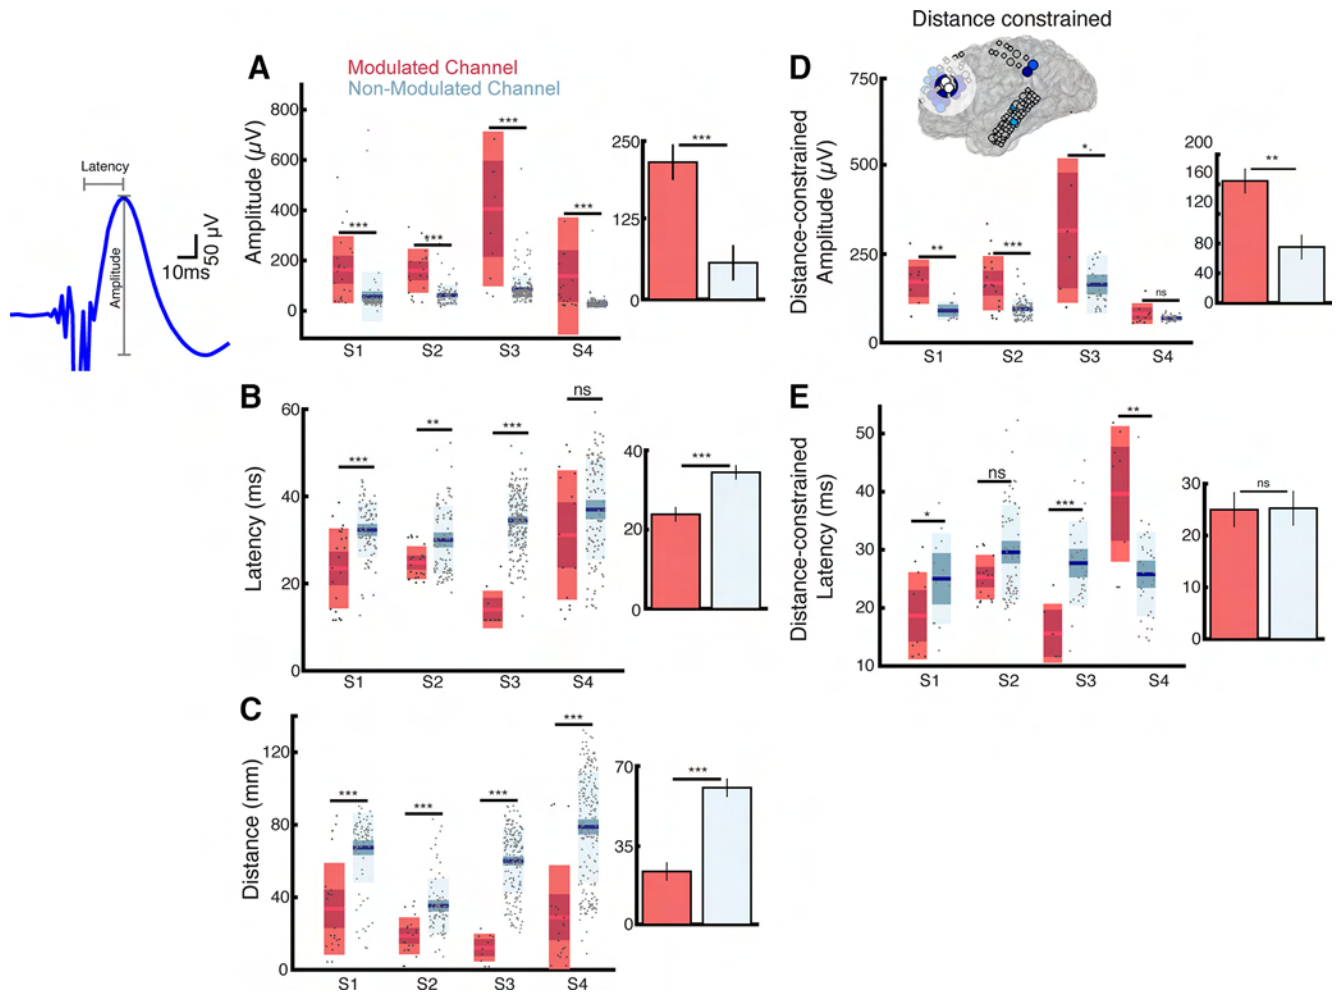 Distance constrained
A
Modulated Channel
Non-Modulated Channel
D
Latency
Amplitude
50 µV
10ms
Amplitude (µV)
800
600
400
200
0
***
***
***
***
S1 S2 S3 S4
250
125
0
***
Distance-constrained
Amplitude (µV)
750
500
250
0
**
***
*
ns
S1 S2 S3 S4
200
160
120
80
40
0
**
B
Latency (ms)
60
40
20
0
***
**
***
ns
S1 S2 S3 S4
40
20
0
***
E
Distance-constrained
Latency (ms)
50
40
30
20
10
*
ns
***
**
S1 S2 S3 S4
30
20
10
0
ns
C
Distance (mm)
120
80
40
0
***
***
***
***
S1 S2 S3 S4
70
35
0
***